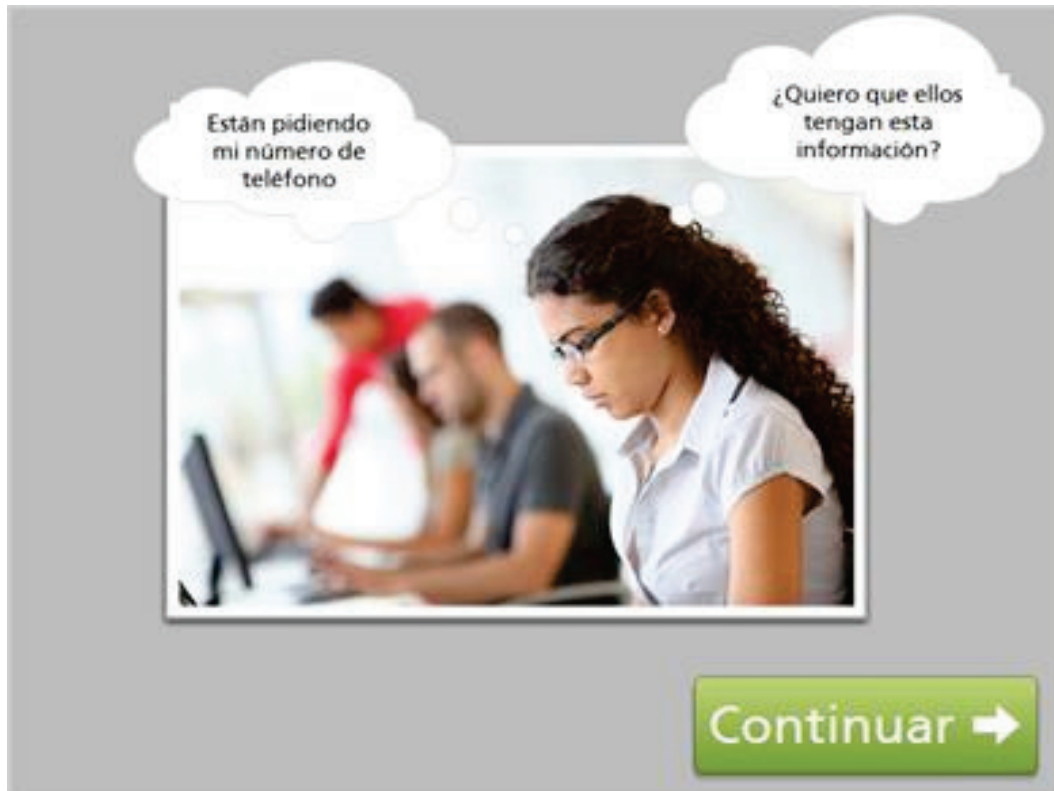 Están pidiendo
mi número de
teléfono
¿Quiero que ellos
tengan esta
información?
Continuar